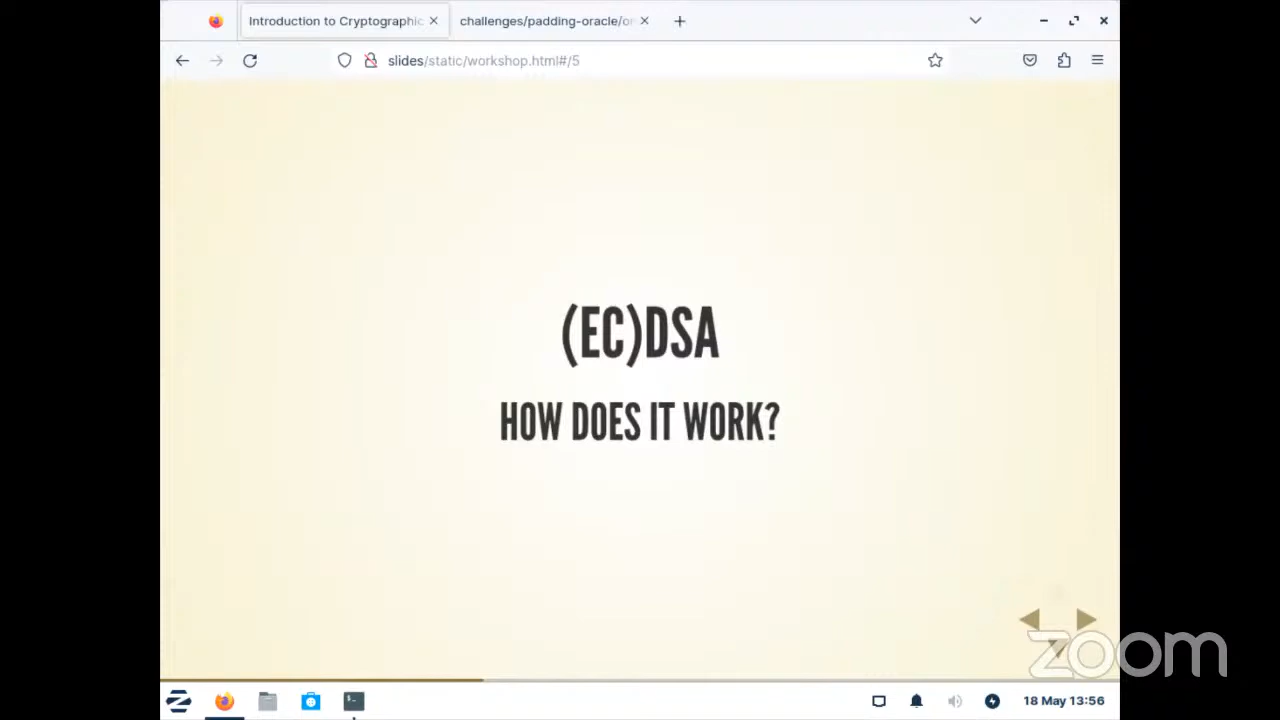 Introduction to Cryptographic
challenges/padding-oracle/or
slides/static/workshop.html#/5
(EC)DSA
HOW DOES IT WORK?
zoom
18 May 13:56